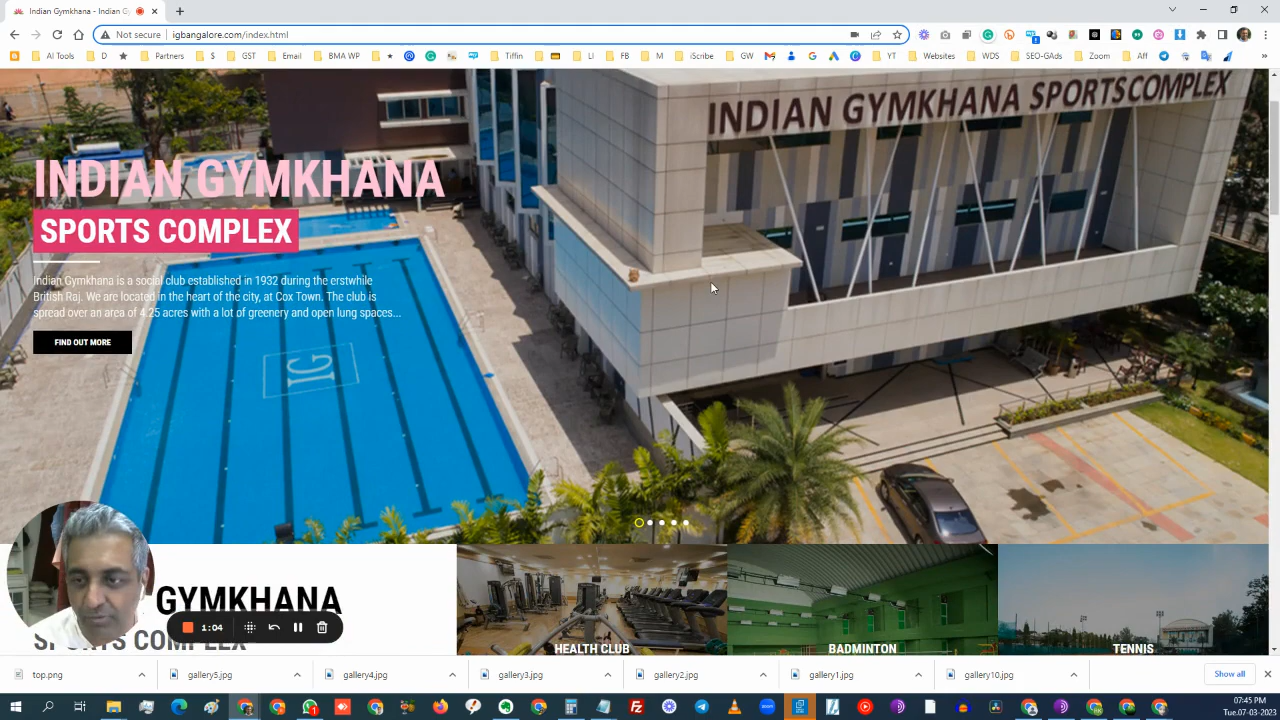 Indian Gymkhana - Indian G
Not secure
igbangalore.com/index.html
AI Tools
D
Partners
$
GST
Email
BMA WP
Tiffin
LI
FB
M
iScribe
GW
YT
Websites
WDS
SEO-GAds
Zoom
Aff
INDIAN GYMKHANA SPORTS COMPLEX
INDIAN GYMKHANA
SPORTS COMPLEX
Indian Gymkhana is a social club established in 1932 during the erstwhile
British Raj. We are located in the heart of the city, at Cox Town. The club is
spread over an area of 4.25 acres with a lot of greenery and open lung spaces...
FIND OUT MORE
IG
GYMKHANA
SPORTS COMPLEX
1:04
HEALTH CLUB
BADMINTON
TENNIS
top.png
gallery5.jpg
gallery4.jpg
gallery3.jpg
gallery2.jpg
gallery1.jpg
gallery10.jpg
Show all
07:45 PM
Tue,07-03-2023